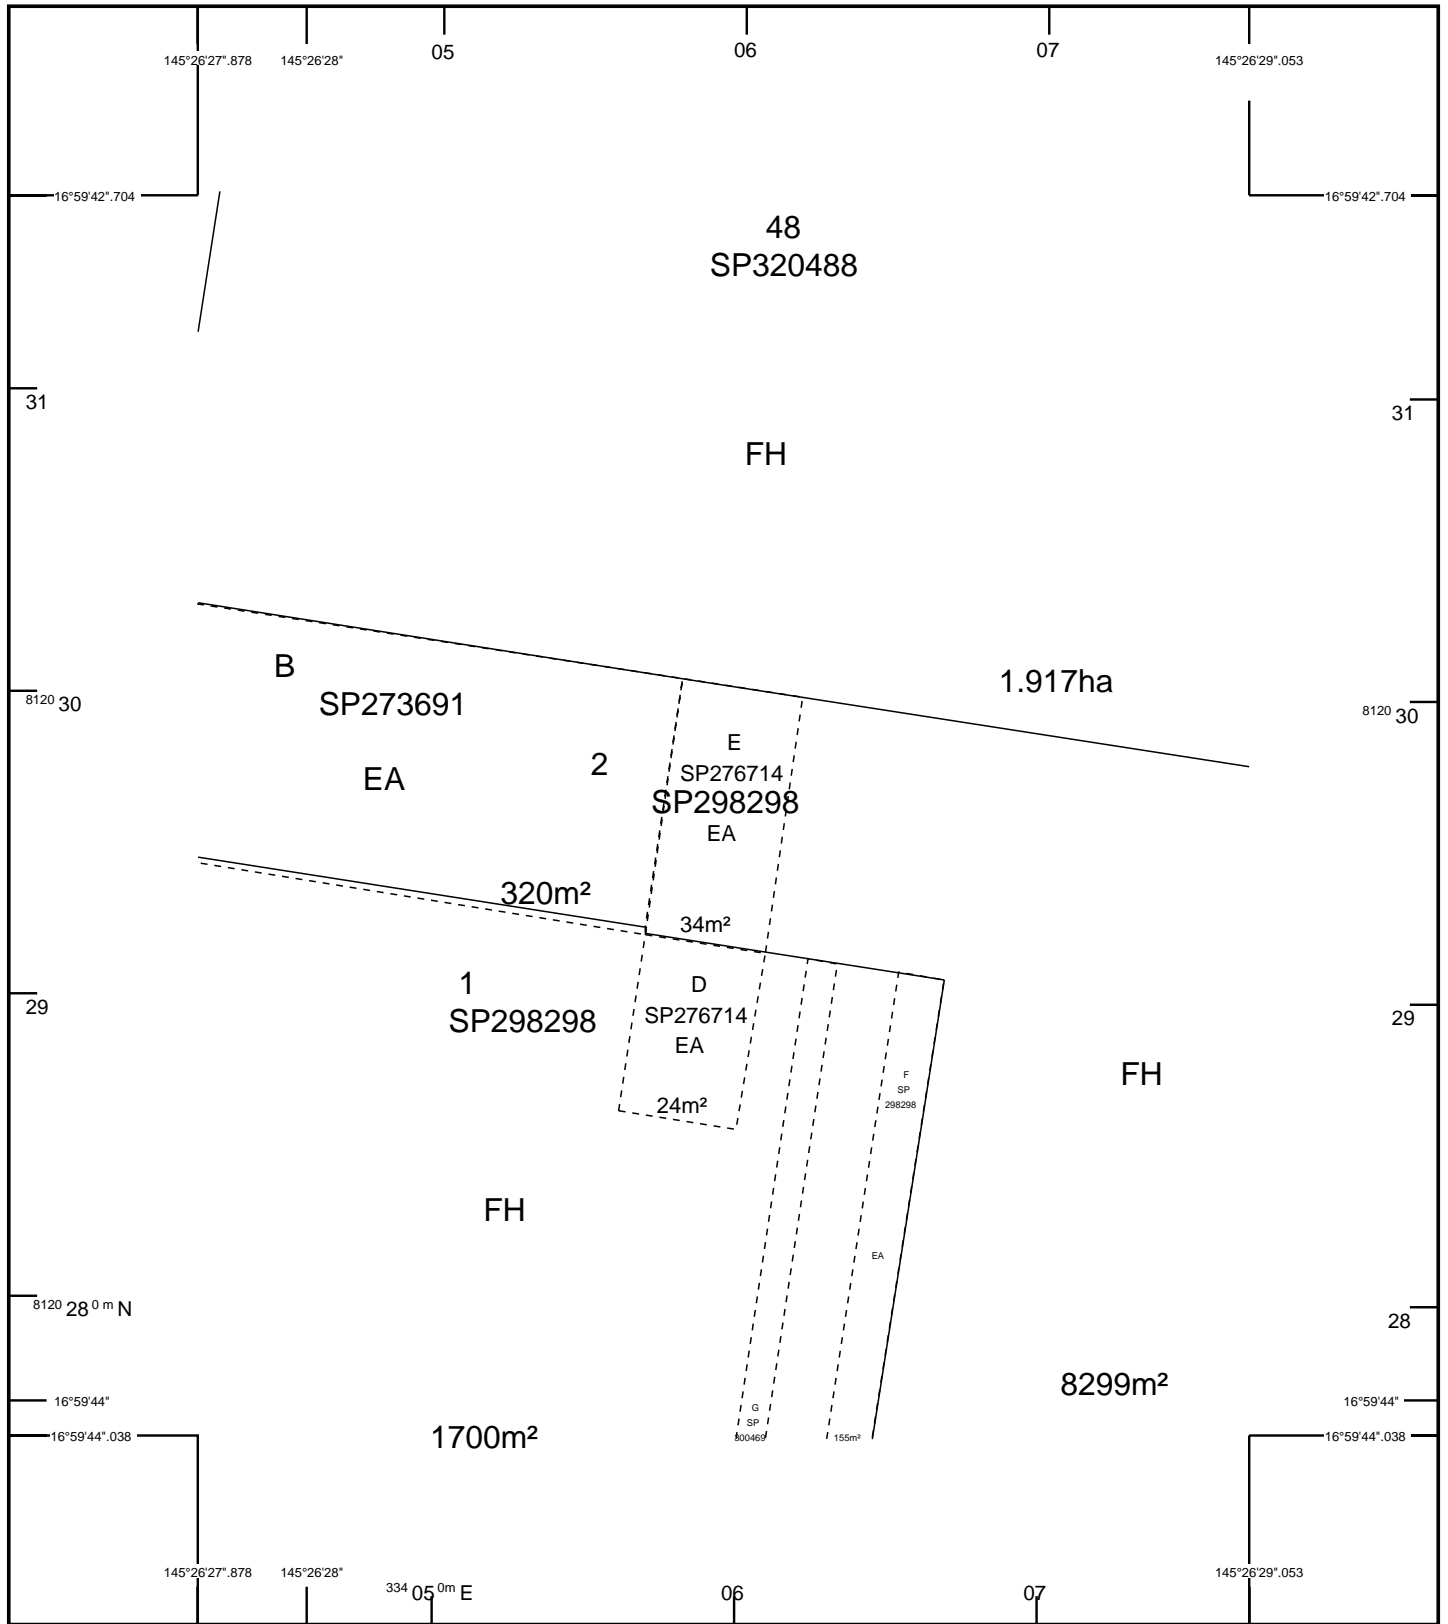 05 06 07
145°26'27".878 145°26'28" 145°26'29".053
16°59'42".704 16°59'42".704
48
SP320488
31 31
FH
B
1.917ha
8120 30 SP273691 8120 30
E
2 SP276714
EA SP298298
EA
320m²
34m²
1 D
29 SP298298 SP276714 29
EA
F
SP
298298
FH
24m²
FH
EA
8120 28 0 m N 28
8299m²
16°59'44" 16°59'44"
G
SP
16°59'44".038 1700m² 300469 155m² 16°59'44".038
145°26'27".878 145°26'28" 145°26'29".053
334 05 0m E 06 07